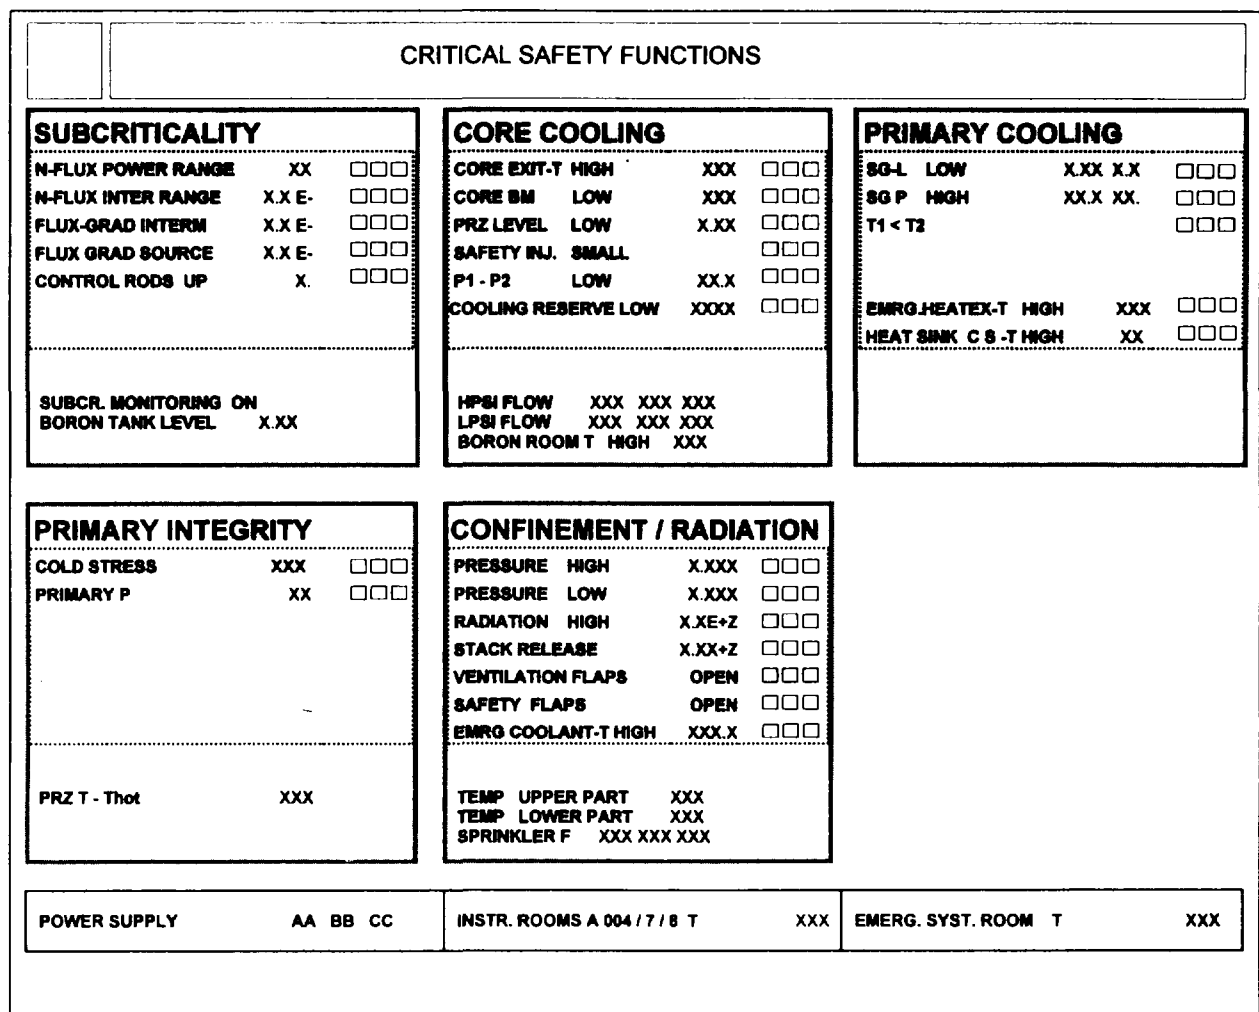 CRITICAL SAFETY FUNCTIONS
SUBCRITICALITY
N-FLUX POWER RANGE XX
N-FLUX INTER RANGE X.X E-
FLUX-GRAD INTERM X.X E-
FLUX GRAD SOURCE X.X E-
CONTROL RODS UP X.
SUBCR. MONITORING ON
BORON TANK LEVEL X.XX
CORE COOLING
CORE EXIT-T HIGH XXX
CORE BM LOW XXX
PRZ LEVEL LOW X.XX
SAFETY INJ. SMALL
P1 - P2 LOW XX.X
COOLING RESERVE LOW XXXX
HPSI FLOW XXX XXX XXX
LPSI FLOW XXX XXX XXX
BORON ROOM T HIGH XXX
PRIMARY COOLING
SG-L LOW X.XX X.X
SG P HIGH XX.X XX.
T1 < T2
EMRG.HEATEX-T HIGH XXX
HEAT SINK C S -T HIGH XX
PRIMARY INTEGRITY
COLD STRESS XXX
PRIMARY P XX
PRZ T - Thot XXX
CONFINEMENT / RADIATION
PRESSURE HIGH X.XXX
PRESSURE LOW X.XXX
RADIATION HIGH X.XE+Z
STACK RELEASE X.XX+Z
VENTILATION FLAPS OPEN
SAFETY FLAPS OPEN
EMRG COOLANT-T HIGH XXX.X
TEMP UPPER PART XXX
TEMP LOWER PART XXX
SPRINKLER F XXX XXX XXX
POWER SUPPLY AA BB CC
INSTR. ROOMS A 004 / 7 / 8 T XXX
EMERG. SYST. ROOM T XXX